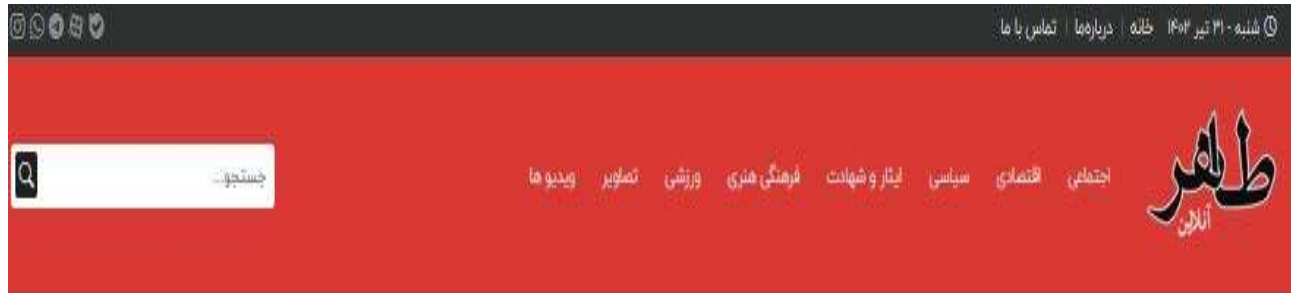 شنبه - ۳۱ تیر ۱۴۰۲ خانه | درباره‌ما | تماس با ما
طاهر
آنلاین
اجتماعی اقتصادی سیاسی ایثار و شهادت فرهنگی هنری ورزشی تصاویر ویدیو ها
جستجو...